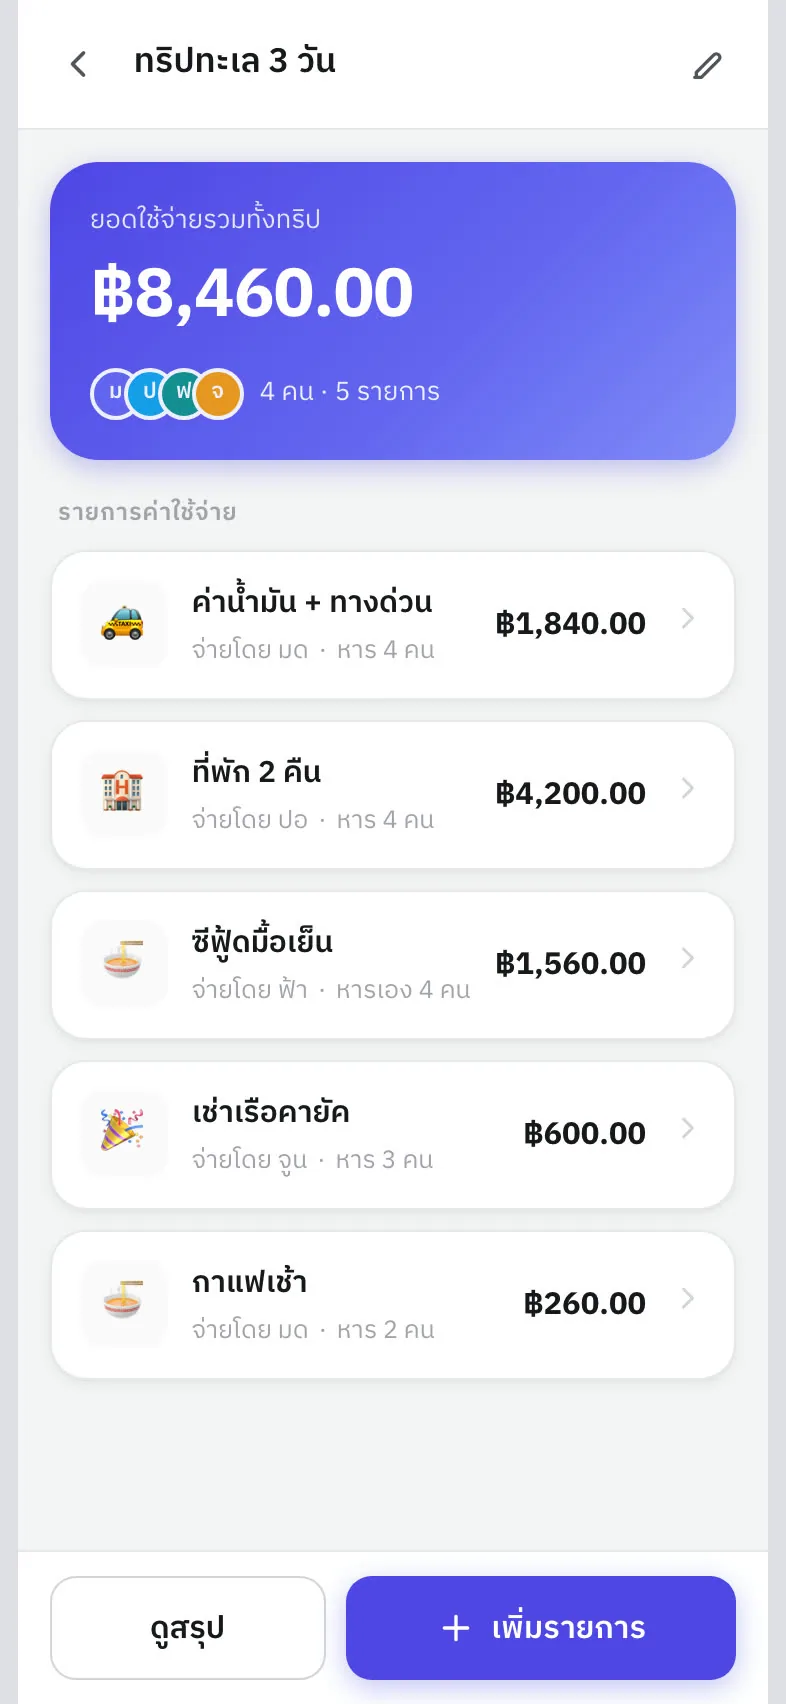 ทริปทะเล 3 วัน
ยอดใช้จ่ายรวมทั้งทริป
฿8,460.00
ม ป ฟ จ 4 คน · 5 รายการ
รายการค่าใช้จ่าย
ค่าน้ำมัน + ทางด่วน
จ่ายโดย มด · หาร 4 คน
฿1,840.00
ที่พัก 2 คืน
จ่ายโดย ปอ · หาร 4 คน
฿4,200.00
ซีฟู้ดมื้อเย็น
จ่ายโดย ฟ้า · หารเอง 4 คน
฿1,560.00
เช่าเรือคายัค
จ่ายโดย จูน · หาร 3 คน
฿600.00
กาแฟเช้า
จ่ายโดย มด · หาร 2 คน
฿260.00
ดูสรุป
+ เพิ่มรายการ